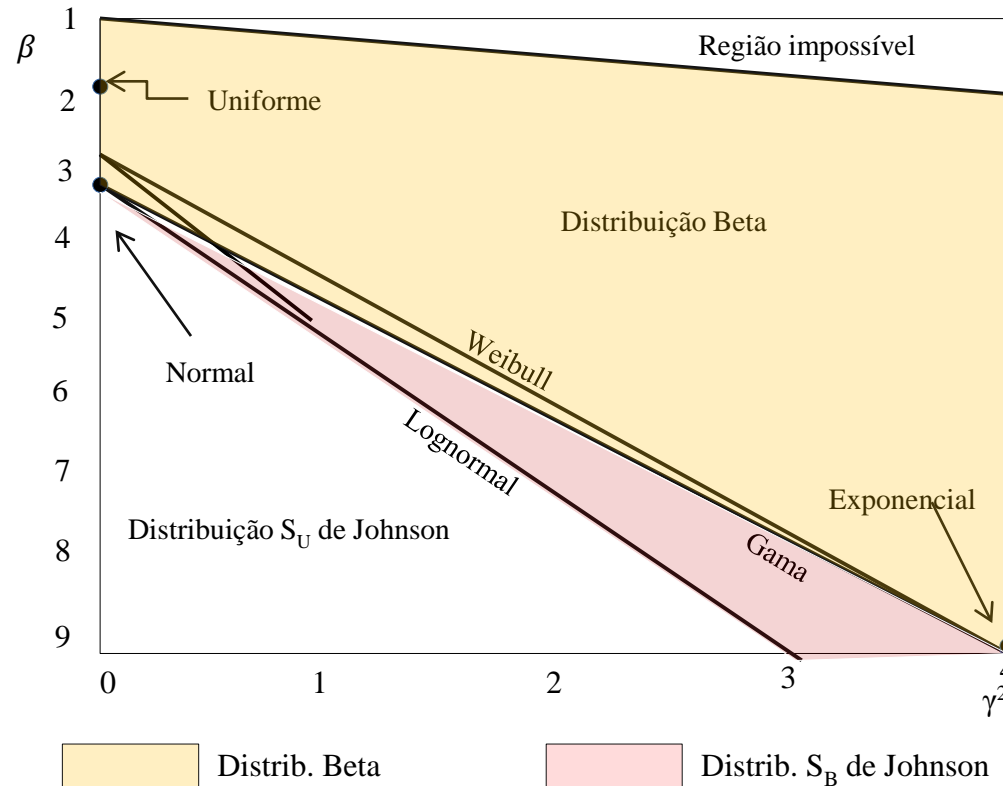 1
β
Região impossível
2
Uniforme
3
Distribuição Beta
4
5
Weibull
Normal
6
Lognormal
7
Exponencial
Distribuição S_U de Johnson
Gama
8
9
0
1
2
3
4
γ²
Distrib. Beta
Distrib. S_B de Johnson